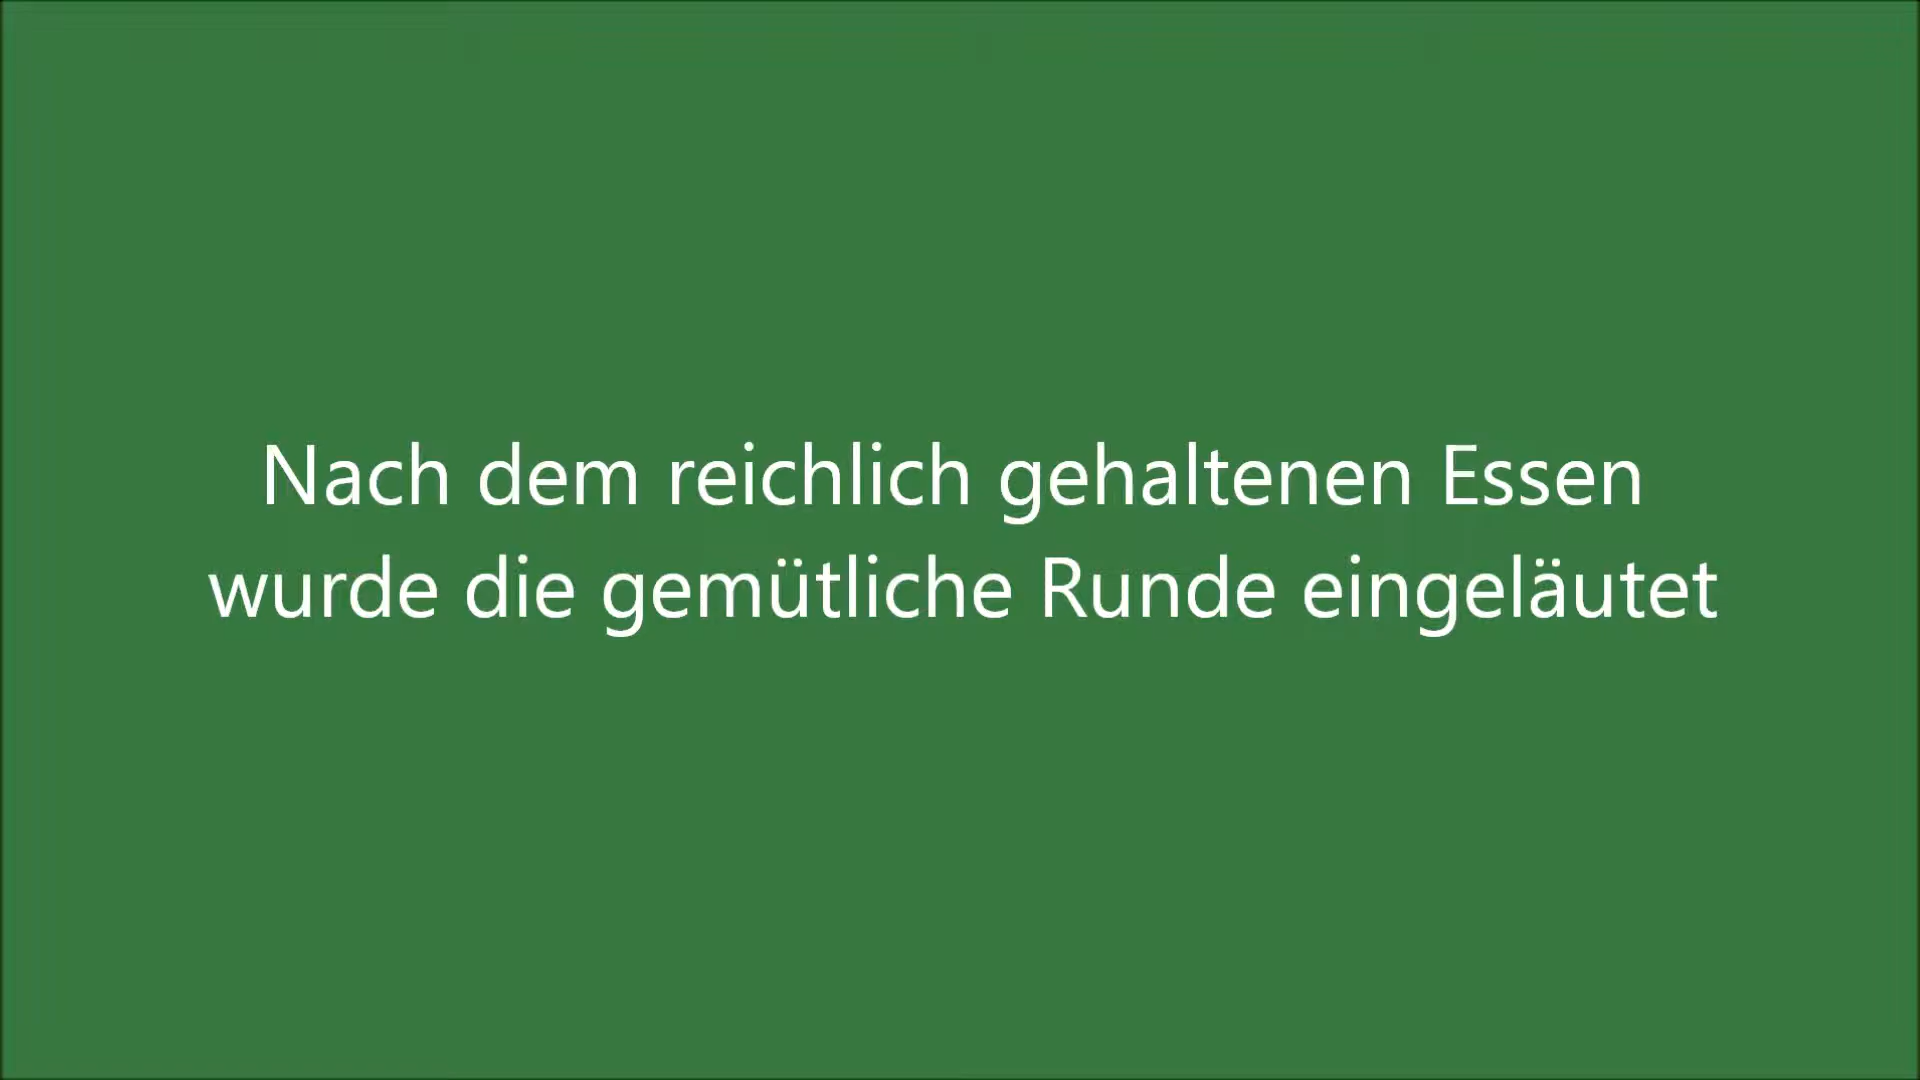 Nach dem reichlich gehaltenen Essen
wurde die gemütliche Runde eingeläutet